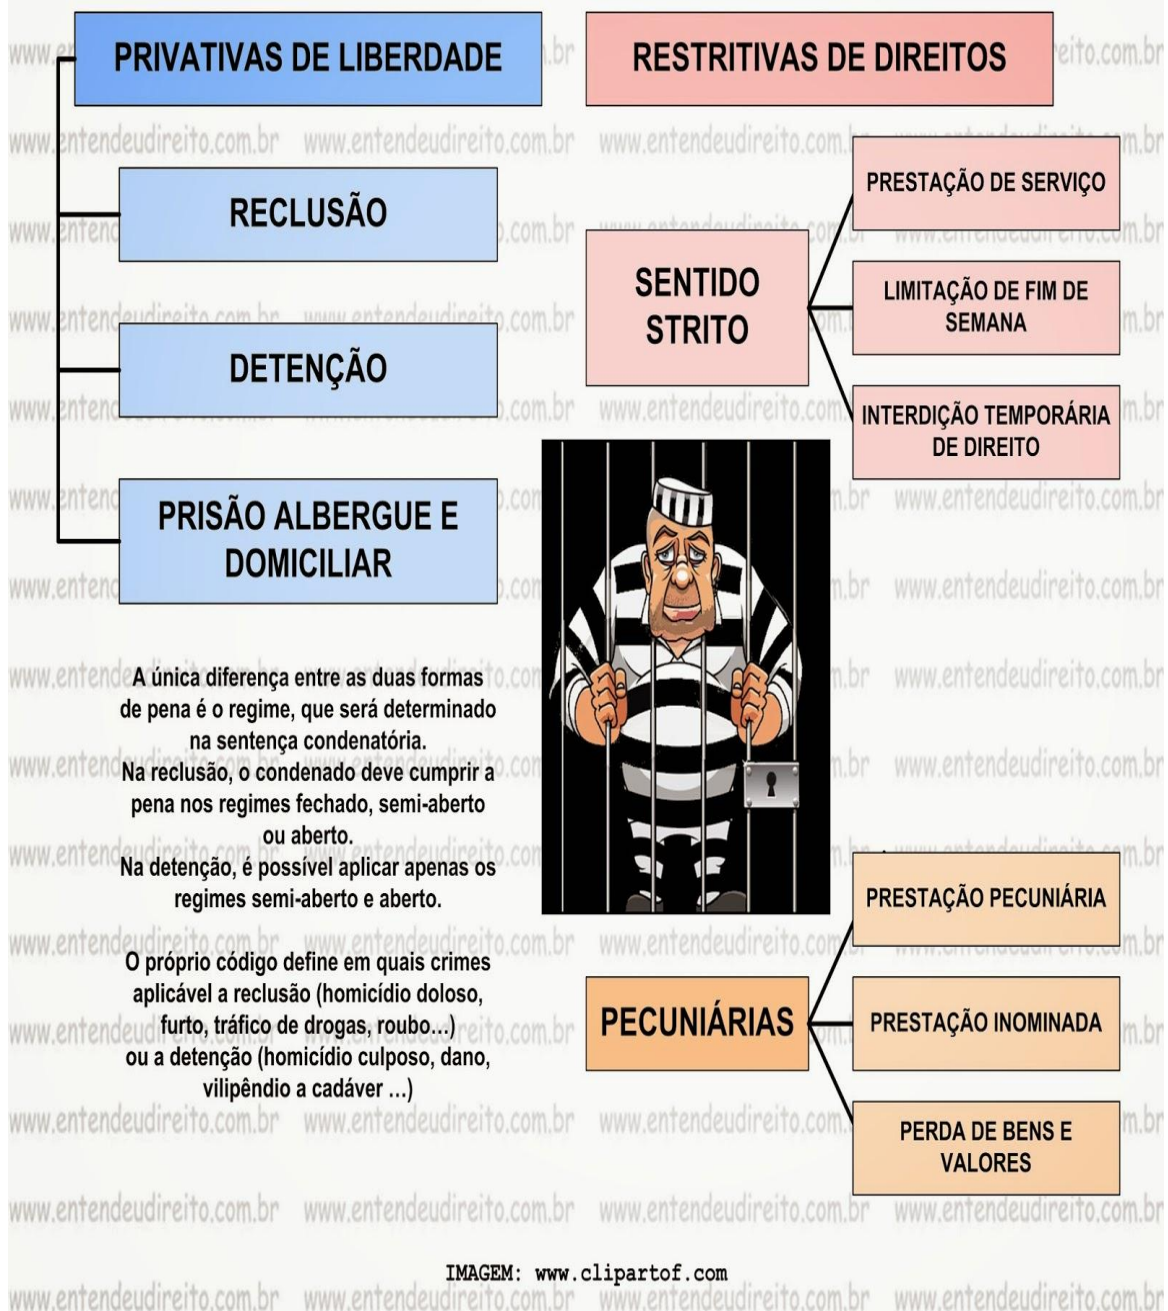 PRIVATIVAS DE LIBERDADE
RECLUSÃO
DETENÇÃO
PRISÃO ALBERGUE E
DOMICILIAR
A única diferença entre as duas formas
de pena é o regime, que será determinado
na sentença condenatória.
Na reclusão, o condenado deve cumprir a
pena nos regimes fechado, semi-aberto
ou aberto.
Na detenção, é possível aplicar apenas os
regimes semi-aberto e aberto.
O próprio código define em quais crimes
aplicável a reclusão (homicídio doloso,
furto, tráfico de drogas, roubo...)
ou a detenção (homicídio culposo, dano,
vilipêndio a cadáver ...)
RESTRITIVAS DE DIREITOS
SENTIDO
STRITO
PRESTAÇÃO DE SERVIÇO
LIMITAÇÃO DE FIM DE
SEMANA
INTERDIÇÃO TEMPORÁRIA
DE DIREITO
PECUNIÁRIAS
PRESTAÇÃO PECUNIÁRIA
PRESTAÇÃO INOMINADA
PERDA DE BENS E
VALORES
IMAGEM: www.clipartof.com
www.entendeudireito.com.br